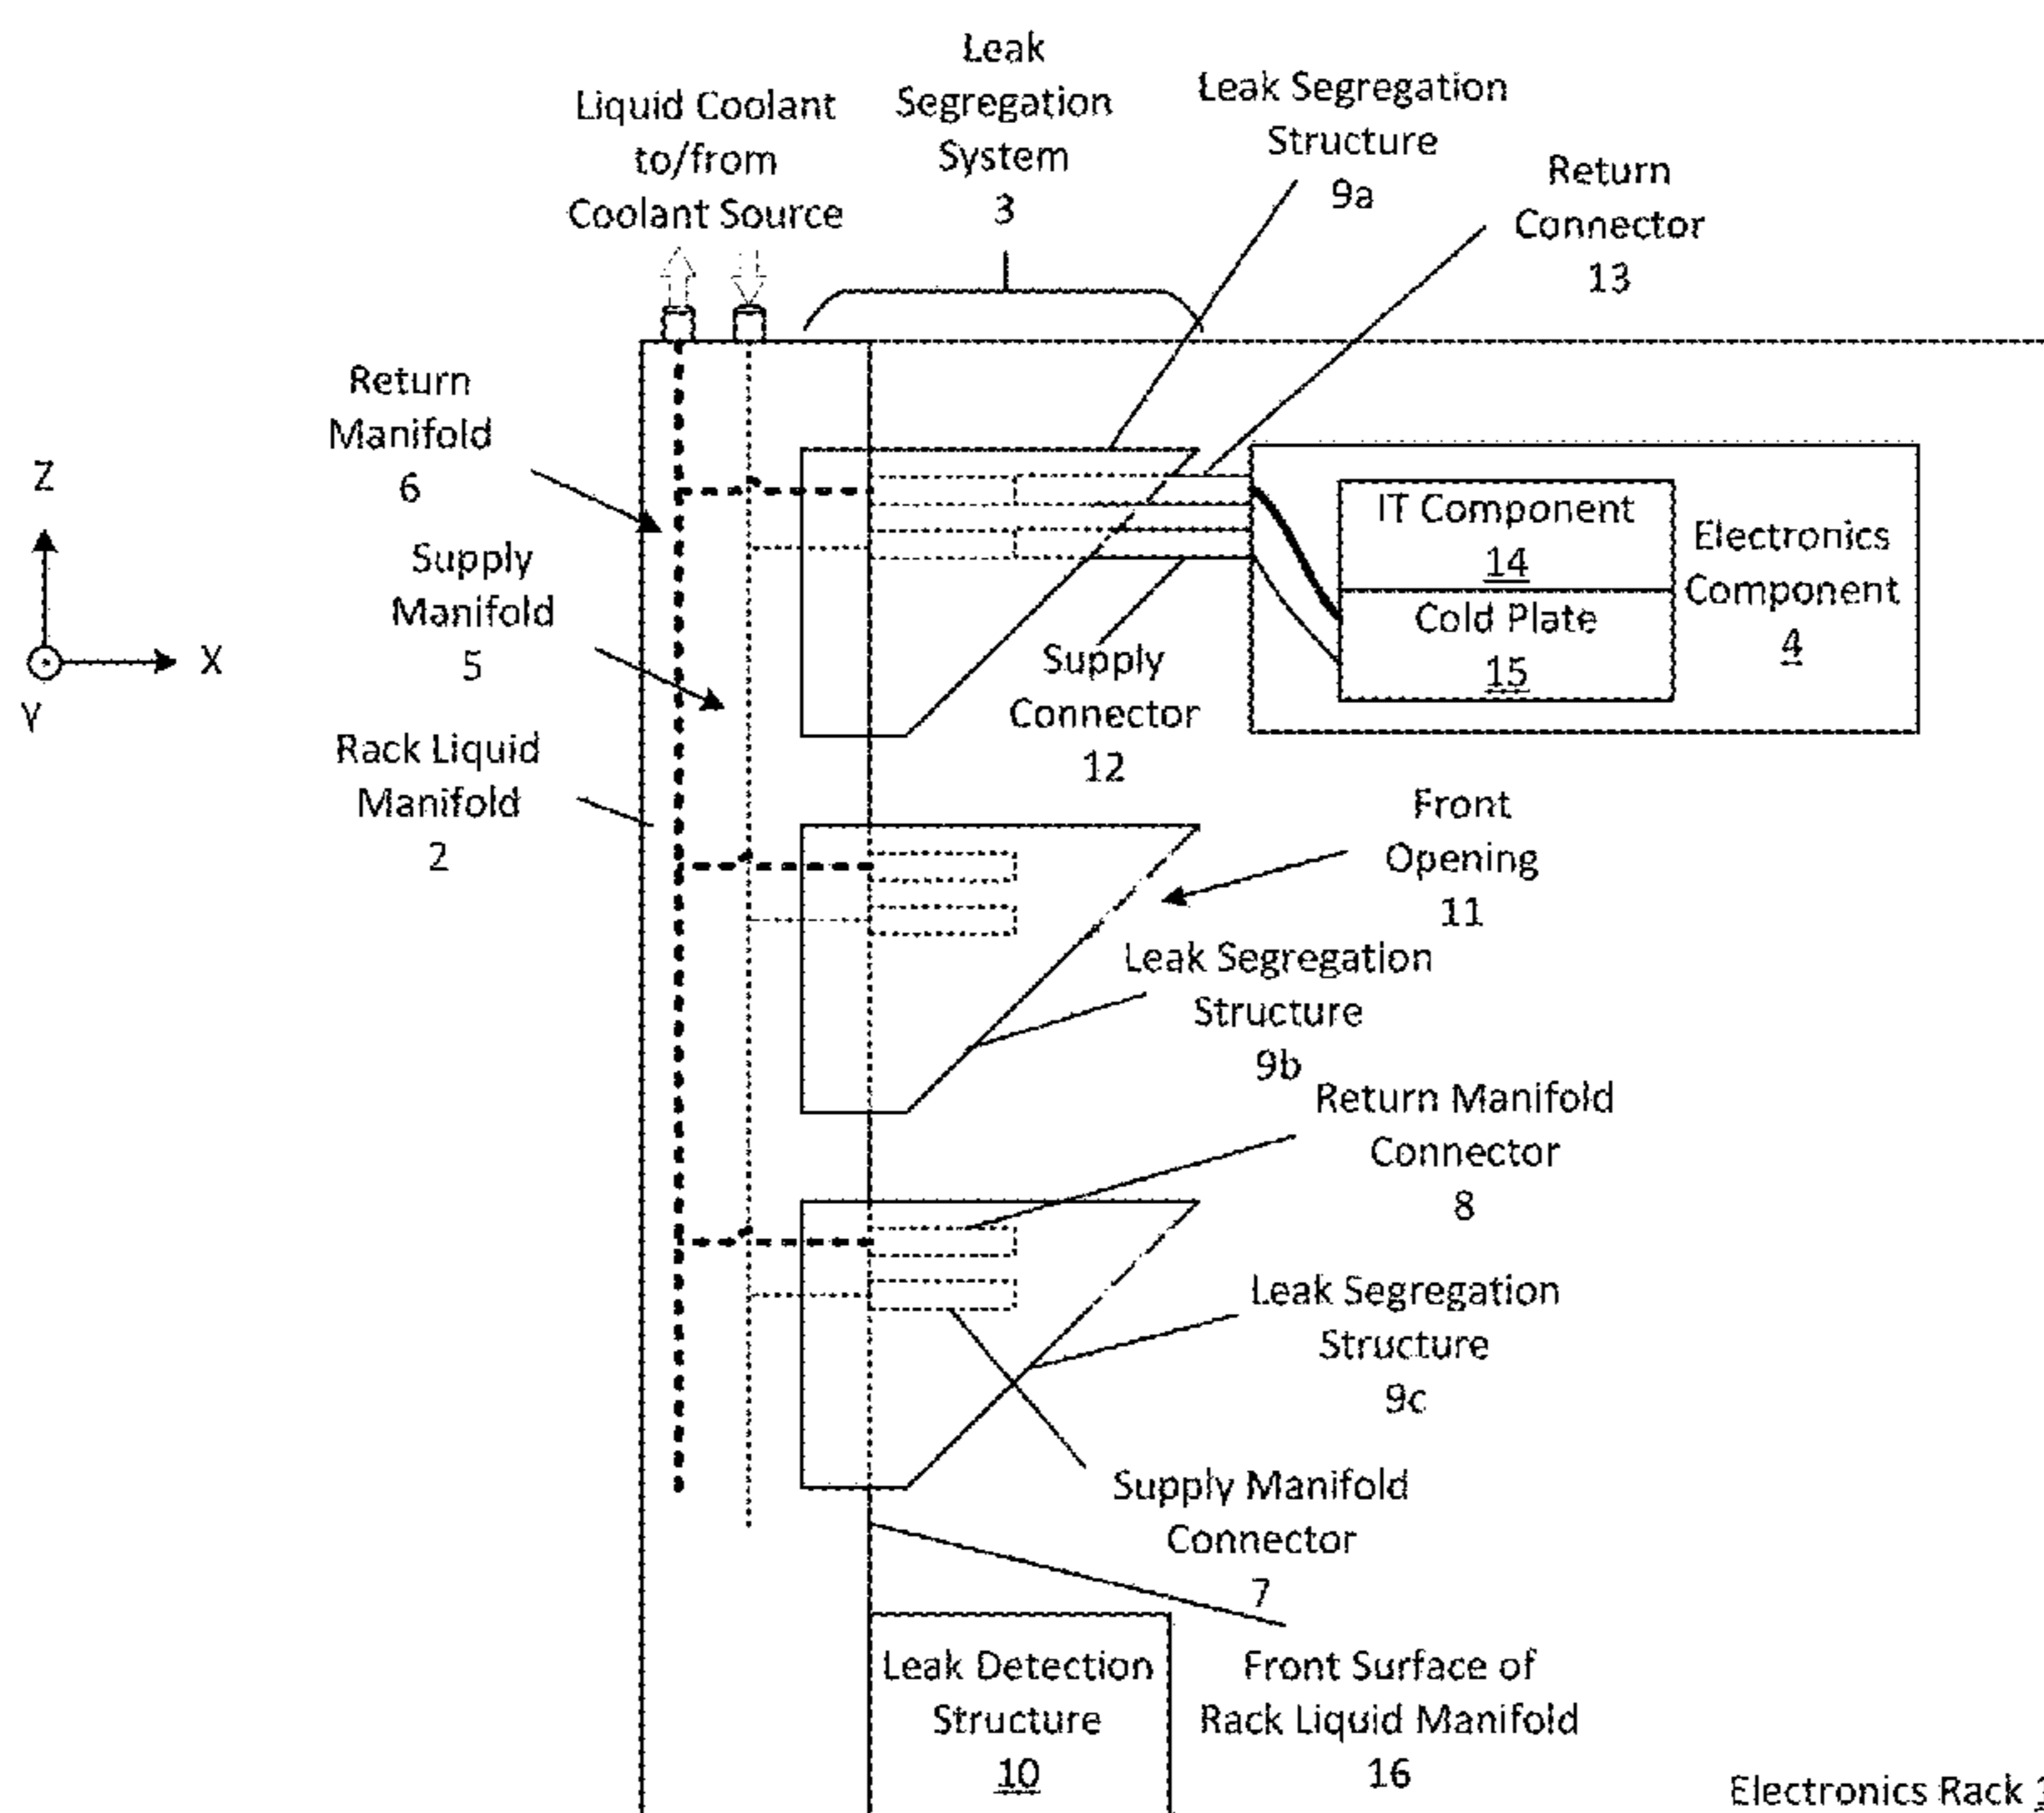 Leak
Segregation
System
3
Liquid Coolant
to/from
Coolant Source
Leak Segregation
Structure
9a
Return
Connector
13
Return
Manifold
6
Z
X
Y
Supply
Manifold
5
IT Component
14
Cold Plate
15
Electronics
Component
4
Supply
Connector
12
Rack Liquid
Manifold
2
Front
Opening
11
Leak Segregation
Structure
9b
Return Manifold
Connector
8
Leak Segregation
Structure
9c
Supply Manifold
Connector
7
Leak Detection
Structure
10
Front Surface of
Rack Liquid Manifold
16
Electronics Rack